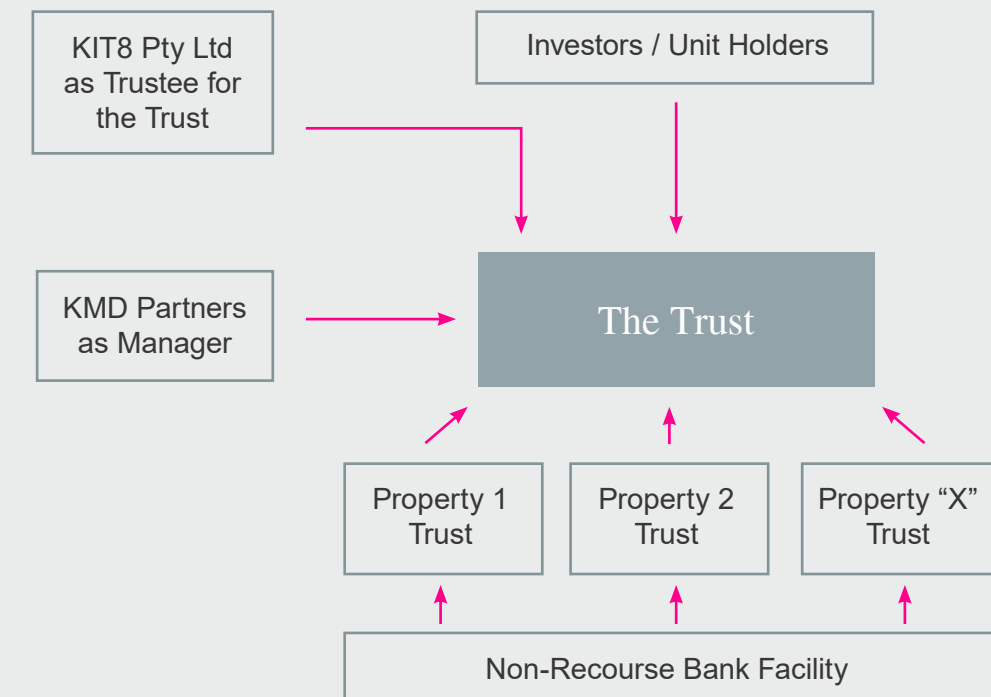 KIT8 Pty Ltd
as Trustee for
the Trust
Investors / Unit Holders
KMD Partners
as Manager
The Trust
Property 1
Trust
Property 2
Trust
Property “X”
Trust
Non-Recourse Bank Facility